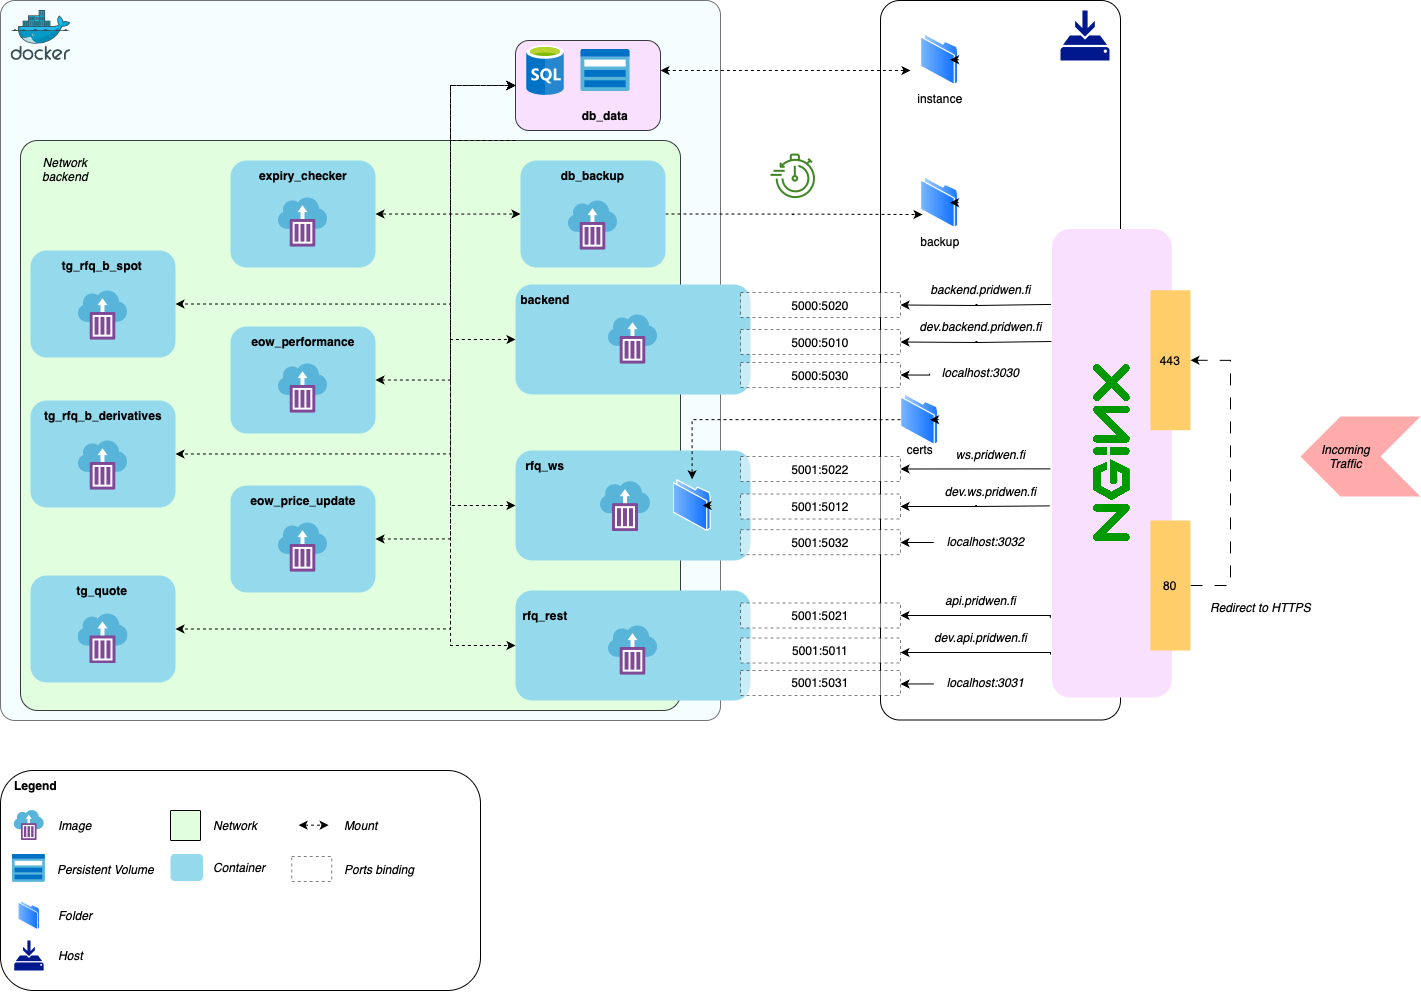 docker
SQL
db_data
instance
Network
backend
expiry_checker
db_backup
backup
tg_rfq_b_spot
backend
5000:5020
backend.pridwen.fi
5000:5010
dev.backend.pridwen.fi
5000:5030
localhost:3030
eow_performance
443
NGINX
tg_rfq_b_derivatives
certs
Incoming
Traffic
rfq_ws
5001:5022
ws.pridwen.fi
5001:5012
dev.ws.pridwen.fi
5001:5032
localhost:3032
eow_price_update
tg_quote
80
Redirect to HTTPS
rfq_rest
5001:5021
api.pridwen.fi
5001:5011
dev.api.pridwen.fi
5001:5031
localhost:3031
Legend
Image
Network
Mount
Persistent Volume
Container
Ports binding
Folder
Host